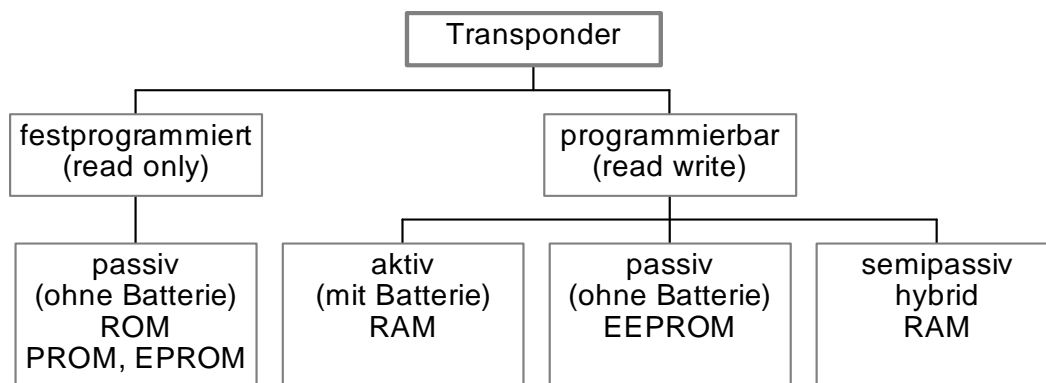 Transponder
festprogrammiert
(read only)
programmierbar
(read write)
passiv
(ohne Batterie)
ROM
PROM, EPROM
aktiv
(mit Batterie)
RAM
passiv
(ohne Batterie)
EEPROM
semipassiv
hybrid
RAM